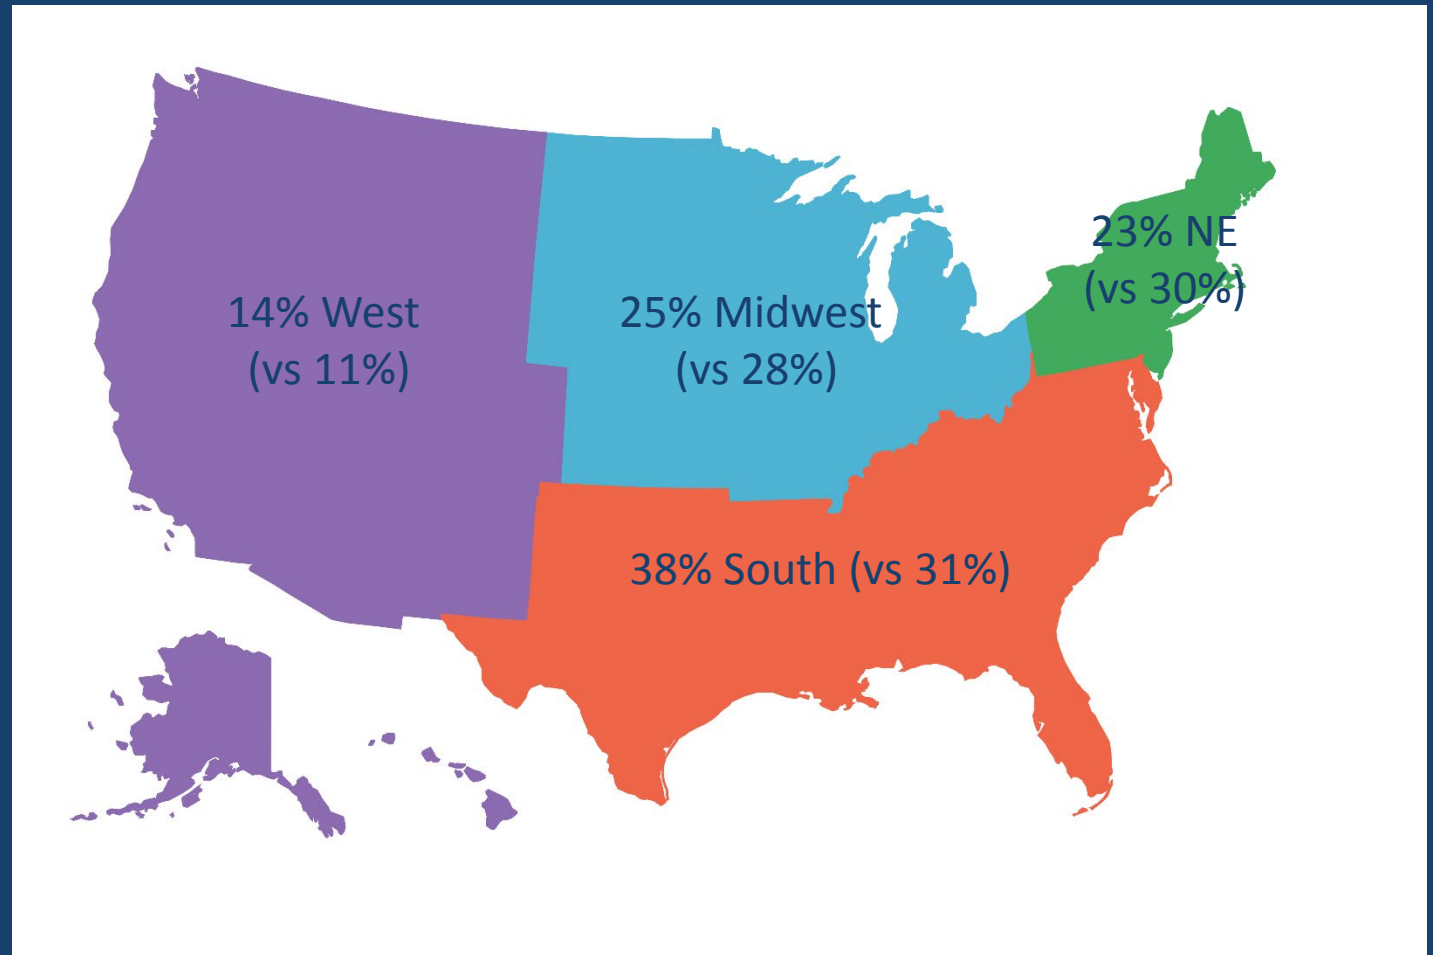 23% NE
(vs 30%)
14% West
(vs 11%)
25% Midwest
(vs 28%)
38% South (vs 31%)